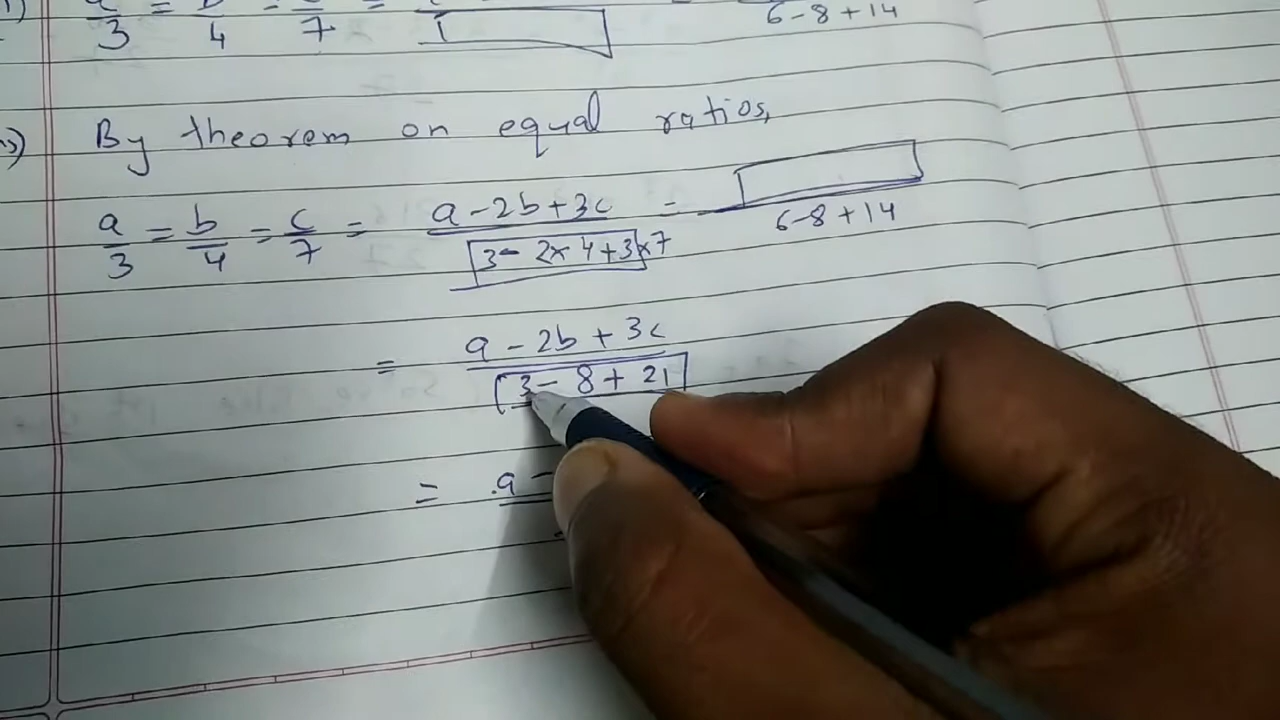 3 4 7 6-8+14
By theorem on equal ratios,
a/3 = b/4 = c/7 = a-2b+3c/3-2×4+3×7 = /6-8+14
= a-2b+3c/3-8+21
= a-